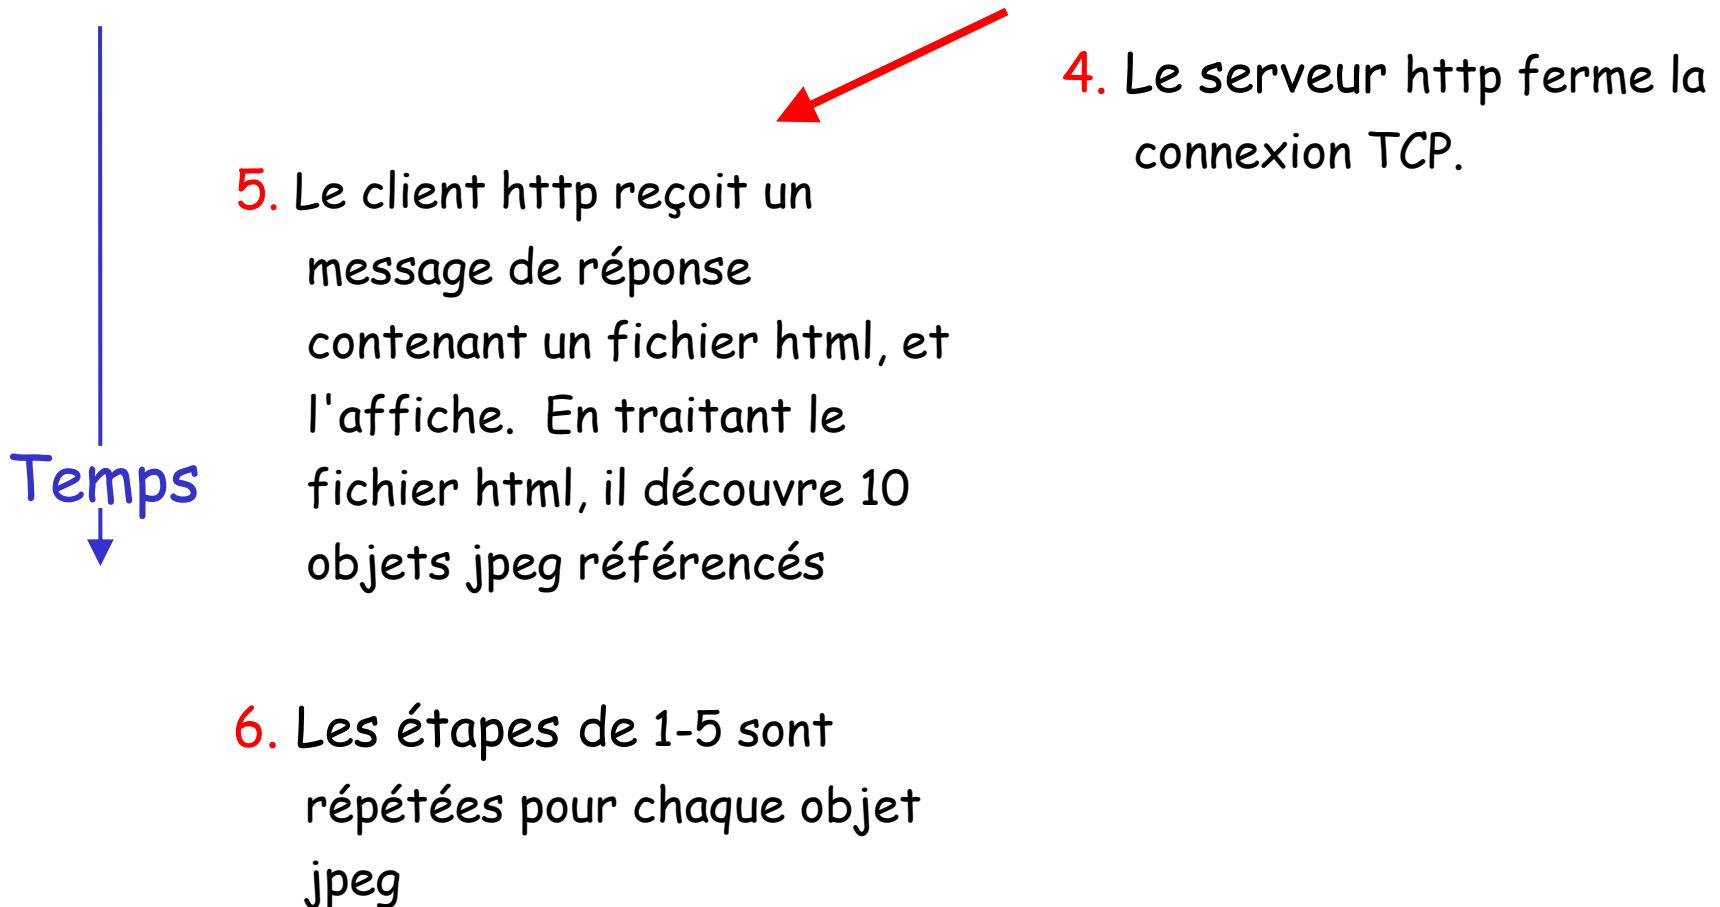 4. Le serveur http ferme la
connexion TCP.
5. Le client http reçoit un
message de réponse
contenant un fichier html, et
l'affiche.  En traitant le
fichier html, il découvre 10
objets jpeg référencés
Temps
6. Les étapes de 1-5 sont
répétées pour chaque objet
jpeg